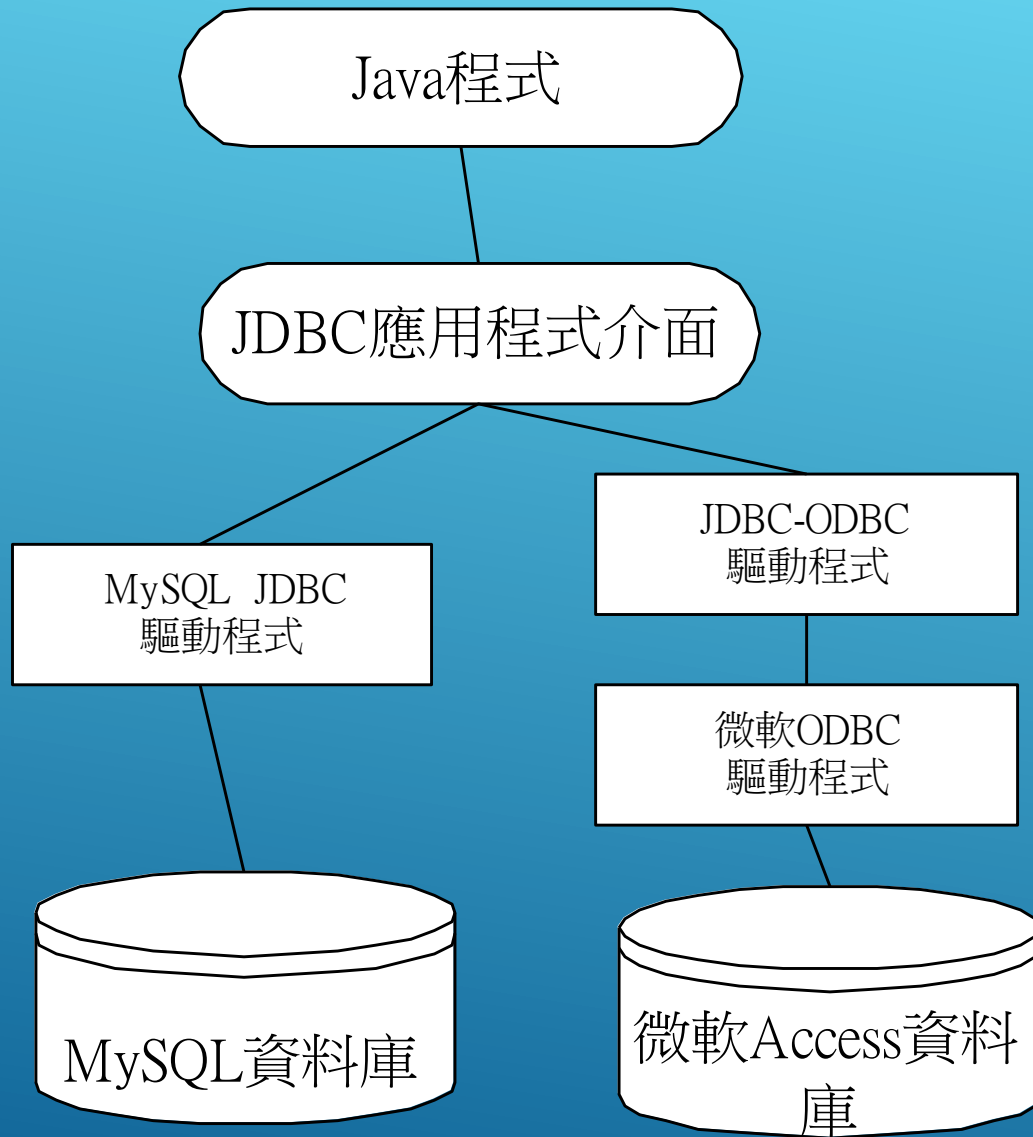 Java程式
JDBC應用程式介面
JDBC-ODBC
驅動程式
MySQL JDBC
驅動程式
微軟ODBC
驅動程式
MySQL資料庫
微軟Access資料
庫